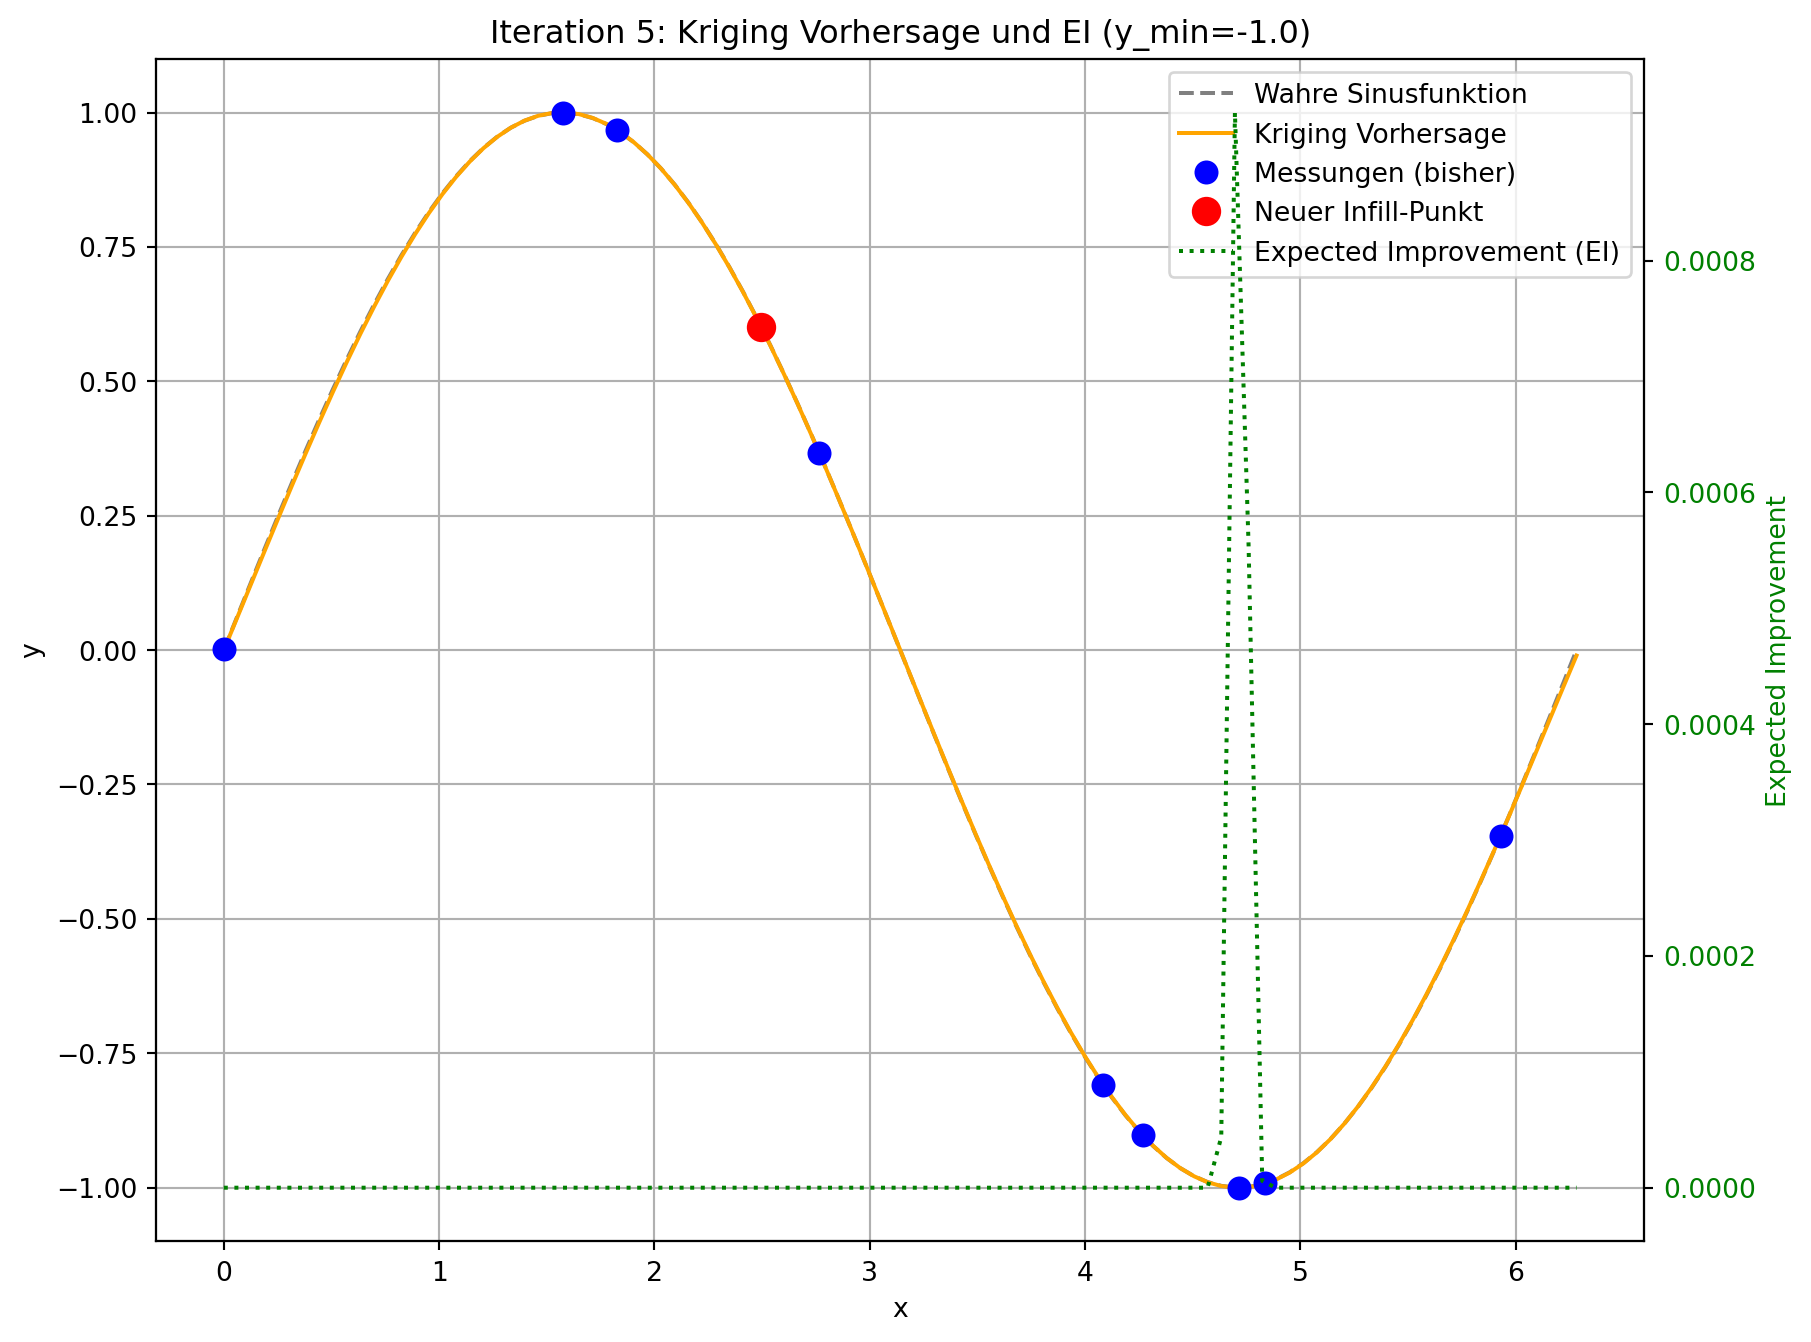 Iteration 5: Kriging Vorhersage und EI (y_min=-1.0)
Wahre Sinusfunktion
Kriging Vorhersage
Messungen (bisher)
Neuer Infill-Punkt
Expected Improvement (EI)
y
1.00
0.75
0.50
0.25
0.00
−0.25
−0.50
−0.75
−1.00
0.0008
0.0006
0.0004
0.0002
0.0000
Expected Improvement
0 1 2 3 4 5 6
x